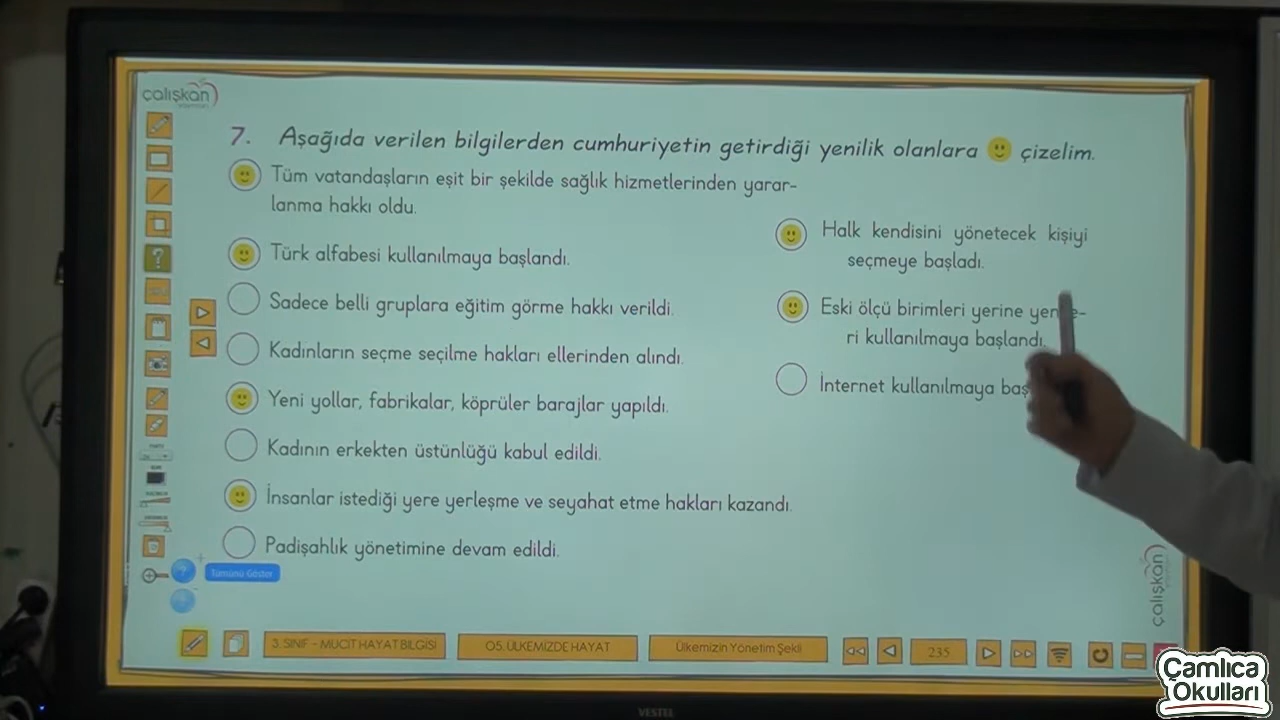 çalışkan
7. Aşağıda verilen bilgilerden cumhuriyetin getirdiği yenilik olanlara çizelim.
Tüm vatandaşların eşit bir şekilde sağlık hizmetlerinden yarar-
lanma hakkı oldu.
Türk alfabesi kullanılmaya başlandı.
Sadece belli gruplara eğitim görme hakkı verildi.
Kadınların seçme seçilme hakları ellerinden alındı.
Yeni yollar, fabrikalar, köprüler barajlar yapıldı.
Kadının erkekten üstünlüğü kabul edildi.
İnsanlar istediği yere yerleşme ve seyahat etme hakları kazandı.
Padişahlık yönetimine devam edildi.
Halk kendisini yönetecek kişiyi
seçmeye başladı.
Eski ölçü birimleri yerine
ri kullanılmaya başlandı.
İnternet kullanılmaya
Tümünü Göster
çalışkan
3. SINIF - MUCİT HAYAT BİLGİSİ
05. ÜLKEMİZDE HAYAT
Ülkemizin Yönetim Şekli
235
VESTEL
Çamlıca
Okulları